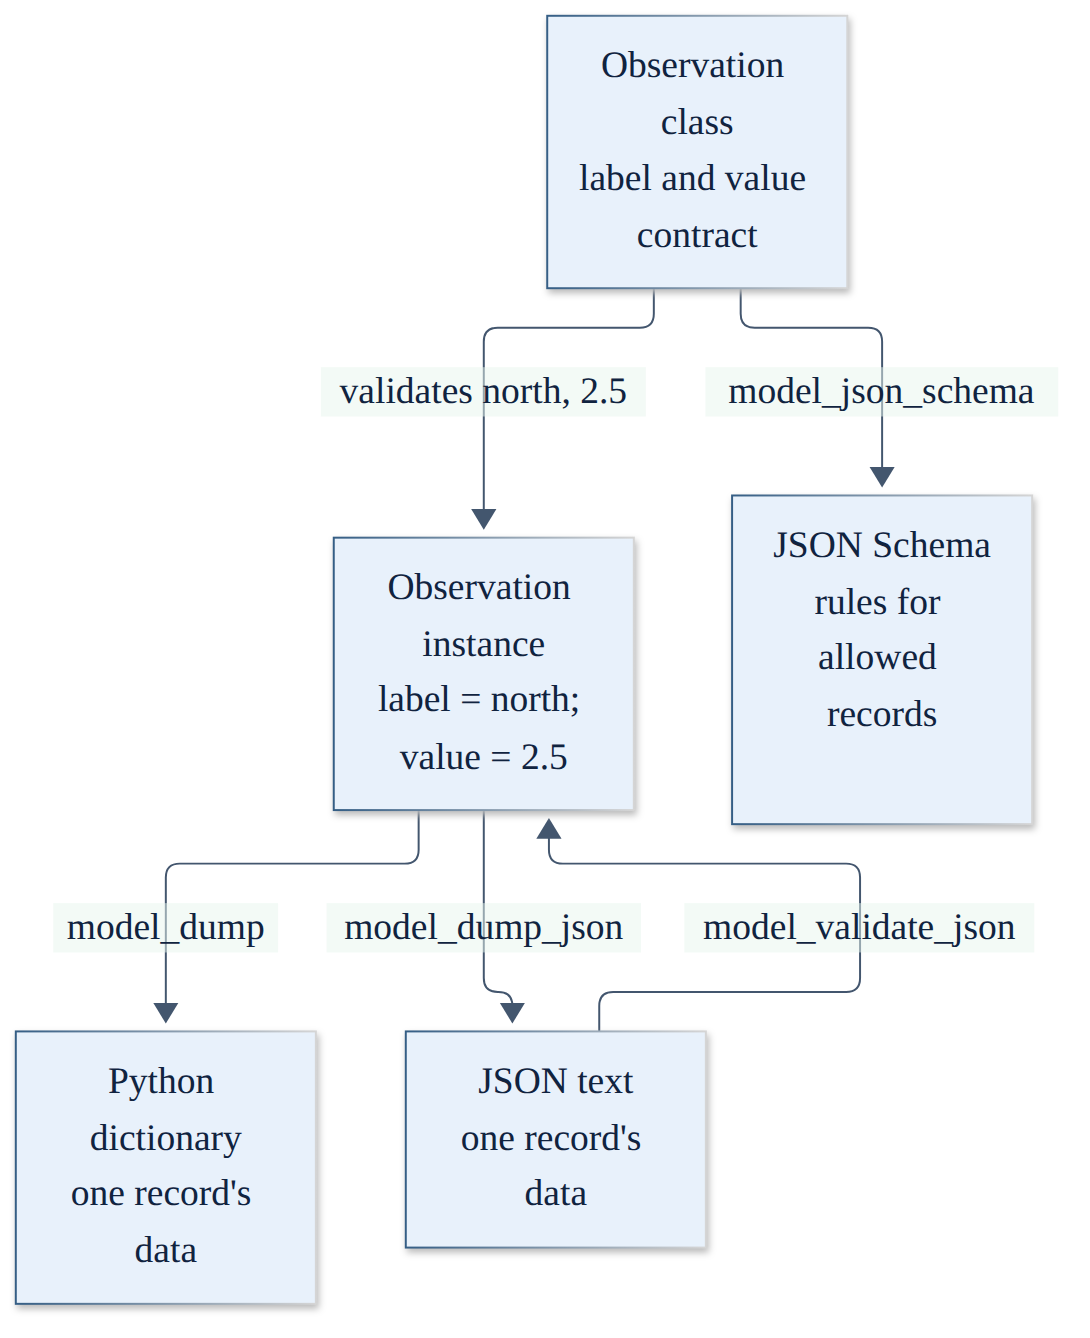 Observation
class
label and value
contract
validates north, 2.5
model_json_schema
Observation
instance
label = north;
value = 2.5
JSON Schema
rules for
allowed
records
model_dump
model_dump_json
model_validate_json
Python
dictionary
one record's
data
JSON text
one record's
data